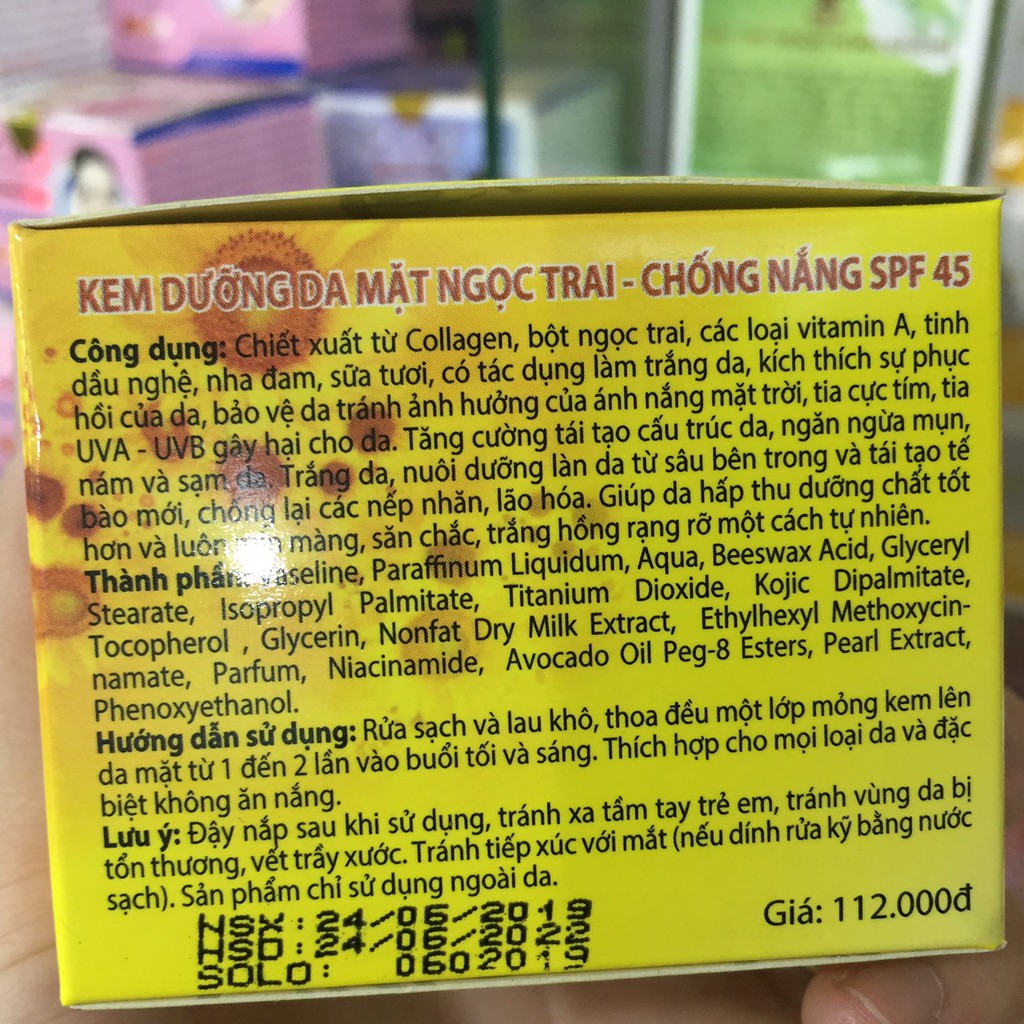 KEM DƯỠNG DA MẶT NGỌC TRAI - CHỐNG NẮNG SPF 45
Công dụng: Chiết xuất từ Collagen, bột ngọc trai, các loại vitamin A, tinh
dầu nghệ, nha đam, sữa tươi, có tác dụng làm trắng da, kích thích sự phục
hồi của da, bảo vệ da tránh ảnh hưởng của ánh nắng mặt trời, tia cực tím, tia
UVA - UVB gây hại cho da. Tăng cường tái tạo cấu trúc da, ngăn ngừa mụn,
nám và sạm da. Trắng da, nuôi dưỡng làn da từ sâu bên trong và tái tạo tế
bào mới, chống lại các nếp nhăn, lão hóa. Giúp da hấp thu dưỡng chất tốt
hơn và luôn màng, săn chắc, trắng hồng rạng rỡ một cách tự nhiên.
Thành phần: Vaseline, Paraffinum Liquidum, Aqua, Beeswax Acid, Glyceryl
Stearate, Isopropyl Palmitate, Titanium Dioxide, Kojic Dipalmitate,
Tocopherol , Glycerin, Nonfat Dry Milk Extract, Ethylhexyl Methoxycin-
namate, Parfum, Niacinamide, Avocado Oil Peg-8 Esters, Pearl Extract,
Phenoxyethanol.
Hướng dẫn sử dụng: Rửa sạch và lau khô, thoa đều một lớp mỏng kem lên
da mặt từ 1 đến 2 lần vào buổi tối và sáng. Thích hợp cho mọi loại da và đặc
biệt không ăn nắng.
Lưu ý: Đậy nắp sau khi sử dụng, tránh xa tầm tay trẻ em, tránh vùng da bị
tổn thương, vết trầy xước. Tránh tiếp xúc với mắt (nếu dính rửa kỹ bằng nước
sạch). Sản phẩm chỉ sử dụng ngoài da.
Giá: 112.000đ
NSX: 24/06/2019
HSD: 24/06/2022
SOLO: 0602019